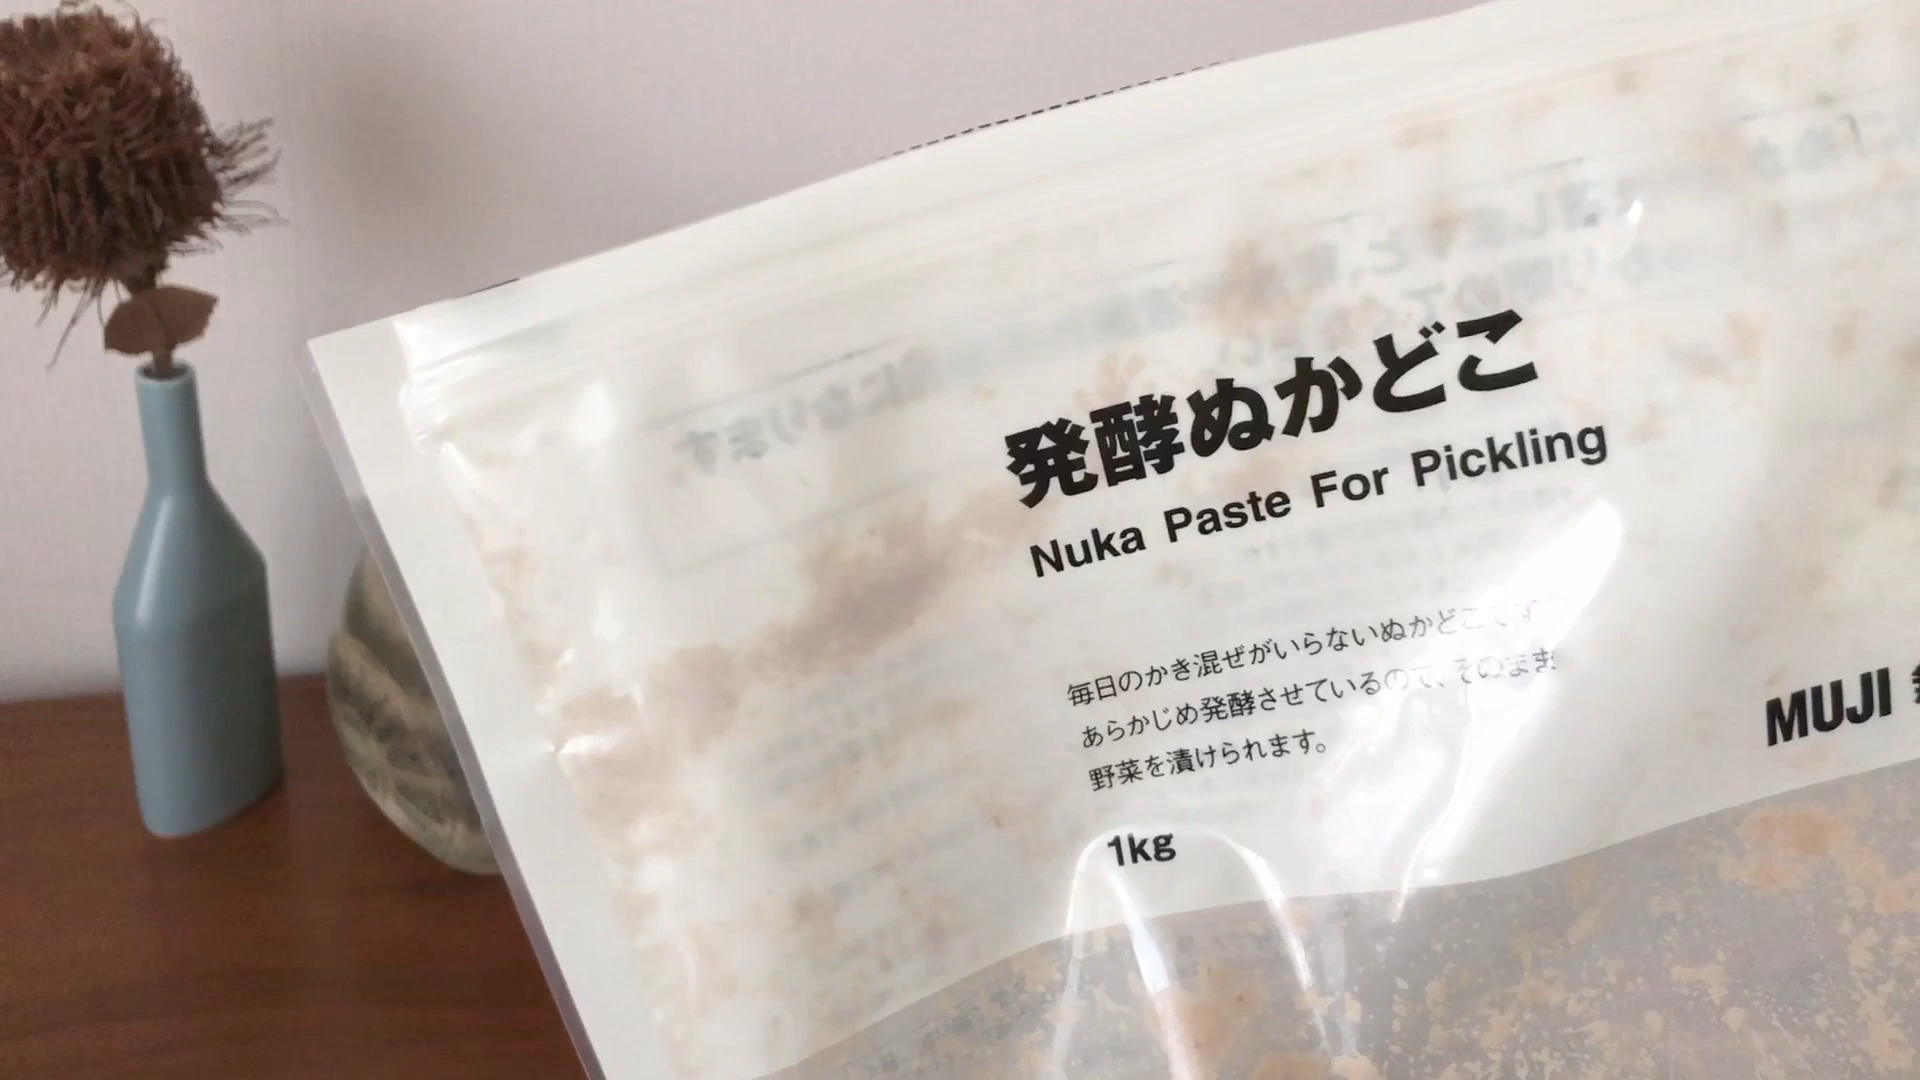 発酵ぬかどこ
Nuka Paste For Pickling
毎日のかき混ぜがいらないぬかどこです
あらかじめ発酵させているので、そのまま
野菜を漬けられます。
1kg
MUJI